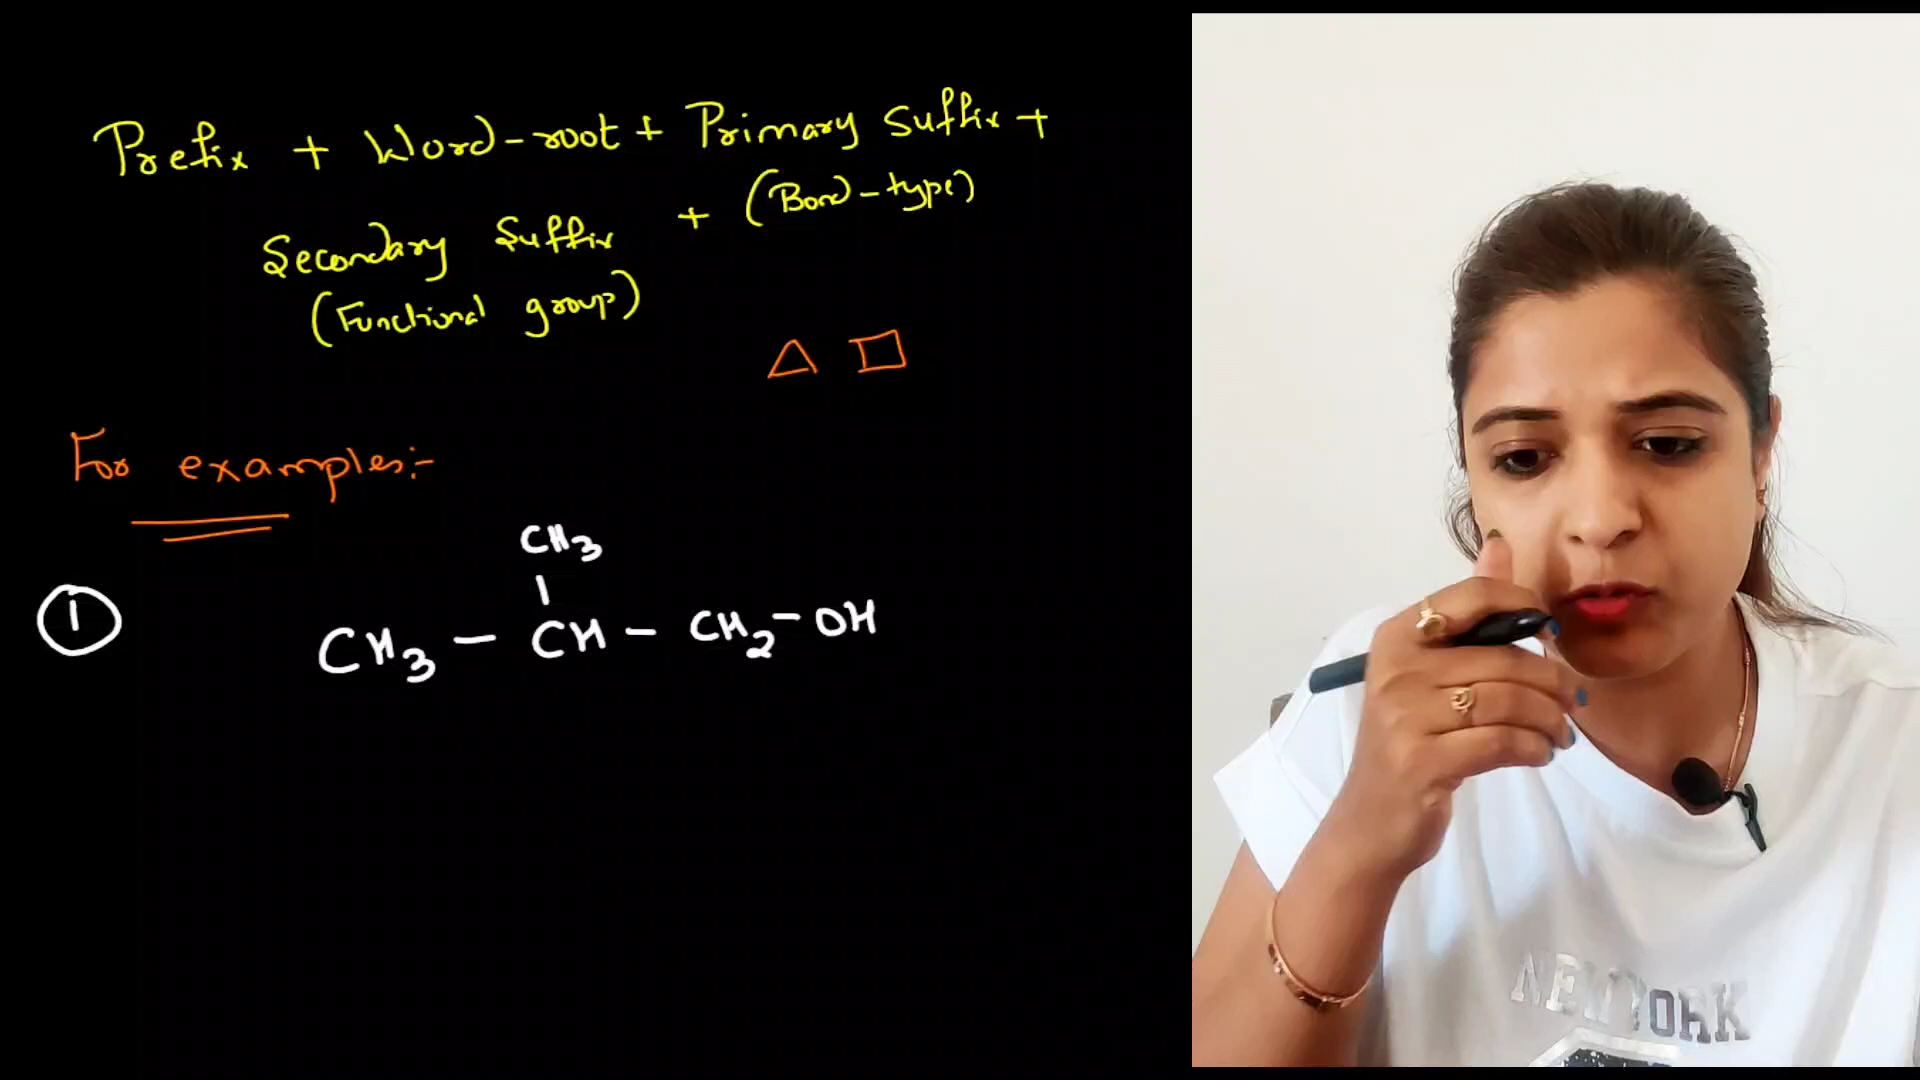 Prefix + Word-root + Primary Suffix +
Secondary Suffix + (Bond-type)
(Functional group)
For examples:-
1
CH3
CH3 - CH - CH2 - OH
NEW YORK